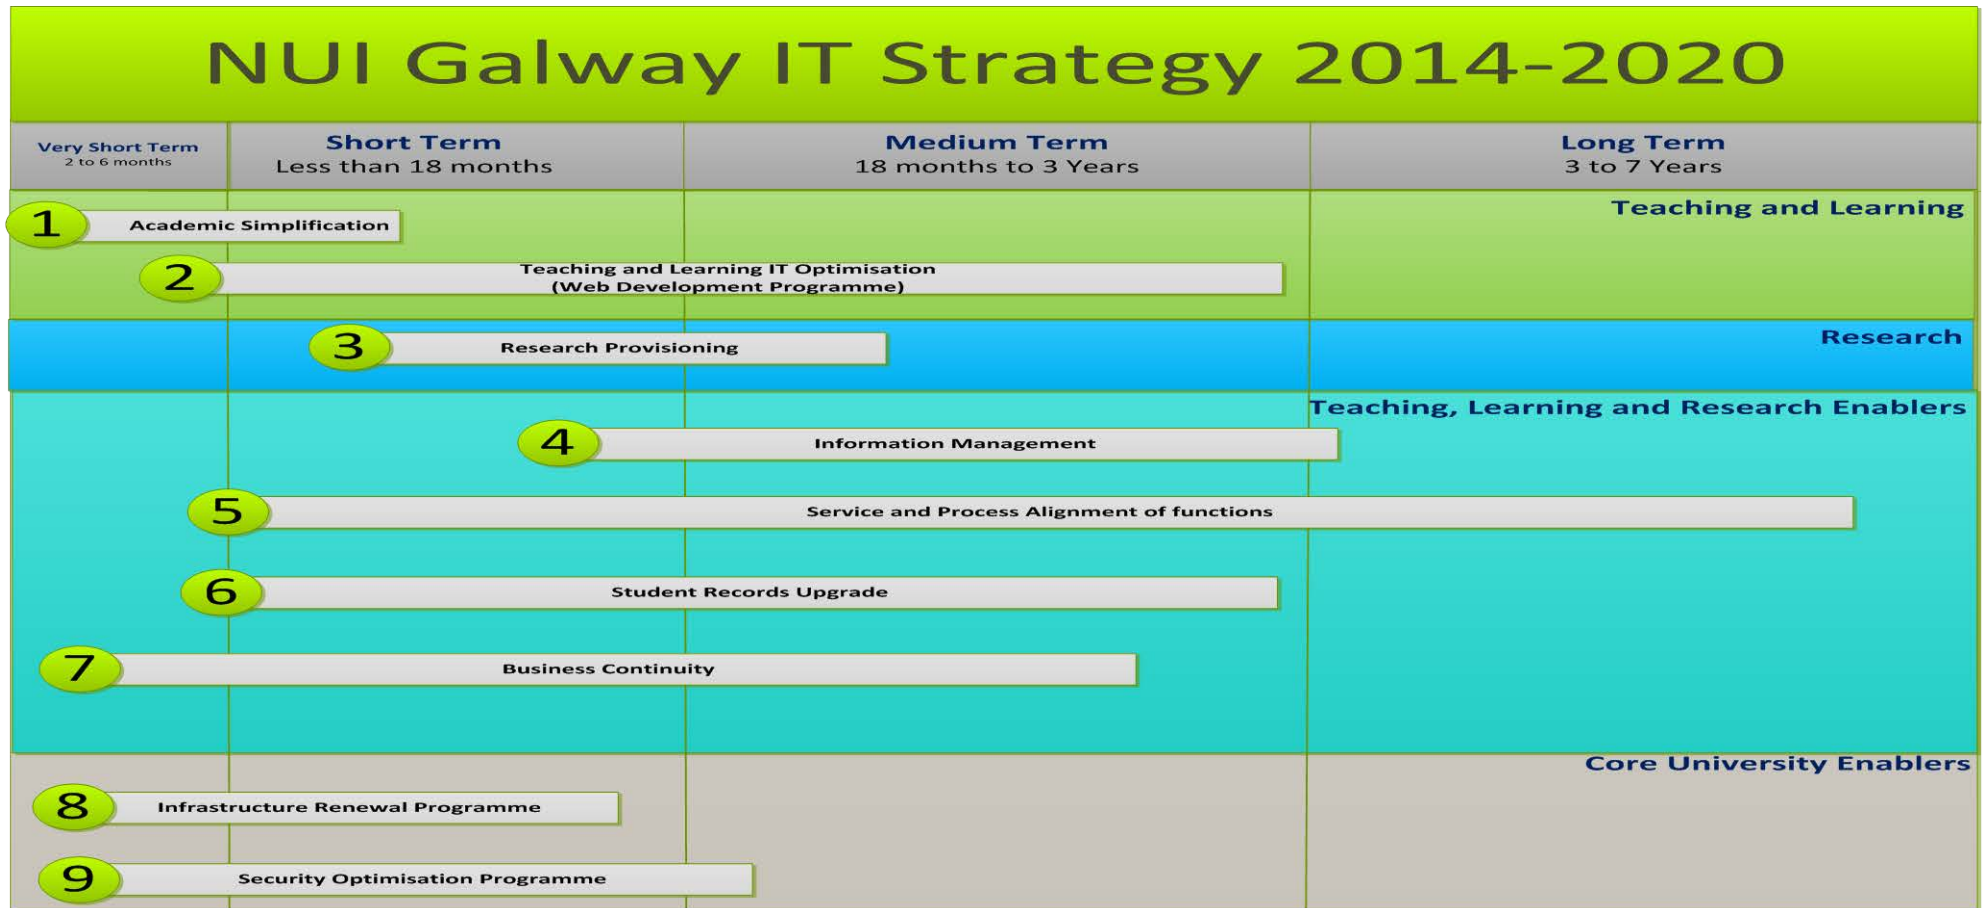 NUI Galway IT Strategy 2014-2020
Very Short Term
2 to 6 months
Short Term
Less than 18 months
Medium Term
18 months to 3 Years
Long Term
3 to 7 Years
Teaching and Learning
1
Academic Simplification
2
Teaching and Learning IT Optimisation
(Web Development Programme)
Research
3
Research Provisioning
Teaching, Learning and Research Enablers
4
Information Management
5
Service and Process Alignment of functions
6
Student Records Upgrade
7
Business Continuity
Core University Enablers
8
Infrastructure Renewal Programme
9
Security Optimisation Programme